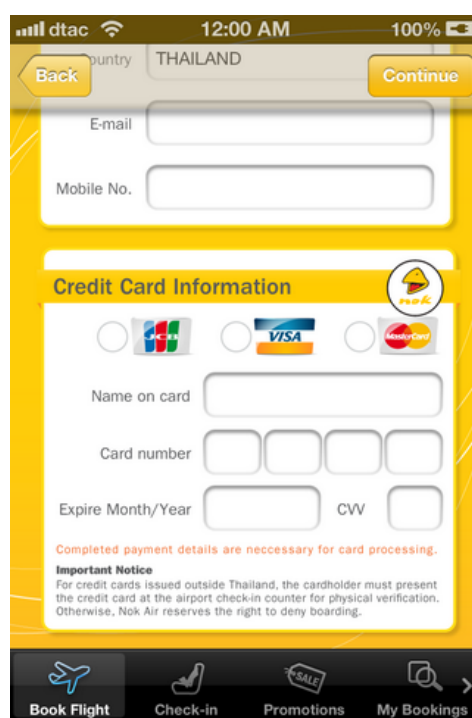 dtac 12:00 AM 100%
Back Country THAILAND Continue
E-mail
Mobile No.
Credit Card Information
nok
JCB VISA MasterCard
Name on card
Card number
Expire Month/Year CVV
Completed payment details are neccessary for card processing.
Important Notice
For credit cards issued outside Thailand, the cardholder must present
the credit card at the airport check-in counter for physical verification.
Otherwise, Nok Air reserves the right to deny boarding.
SALE
Book Flight Check-in Promotions My Bookings